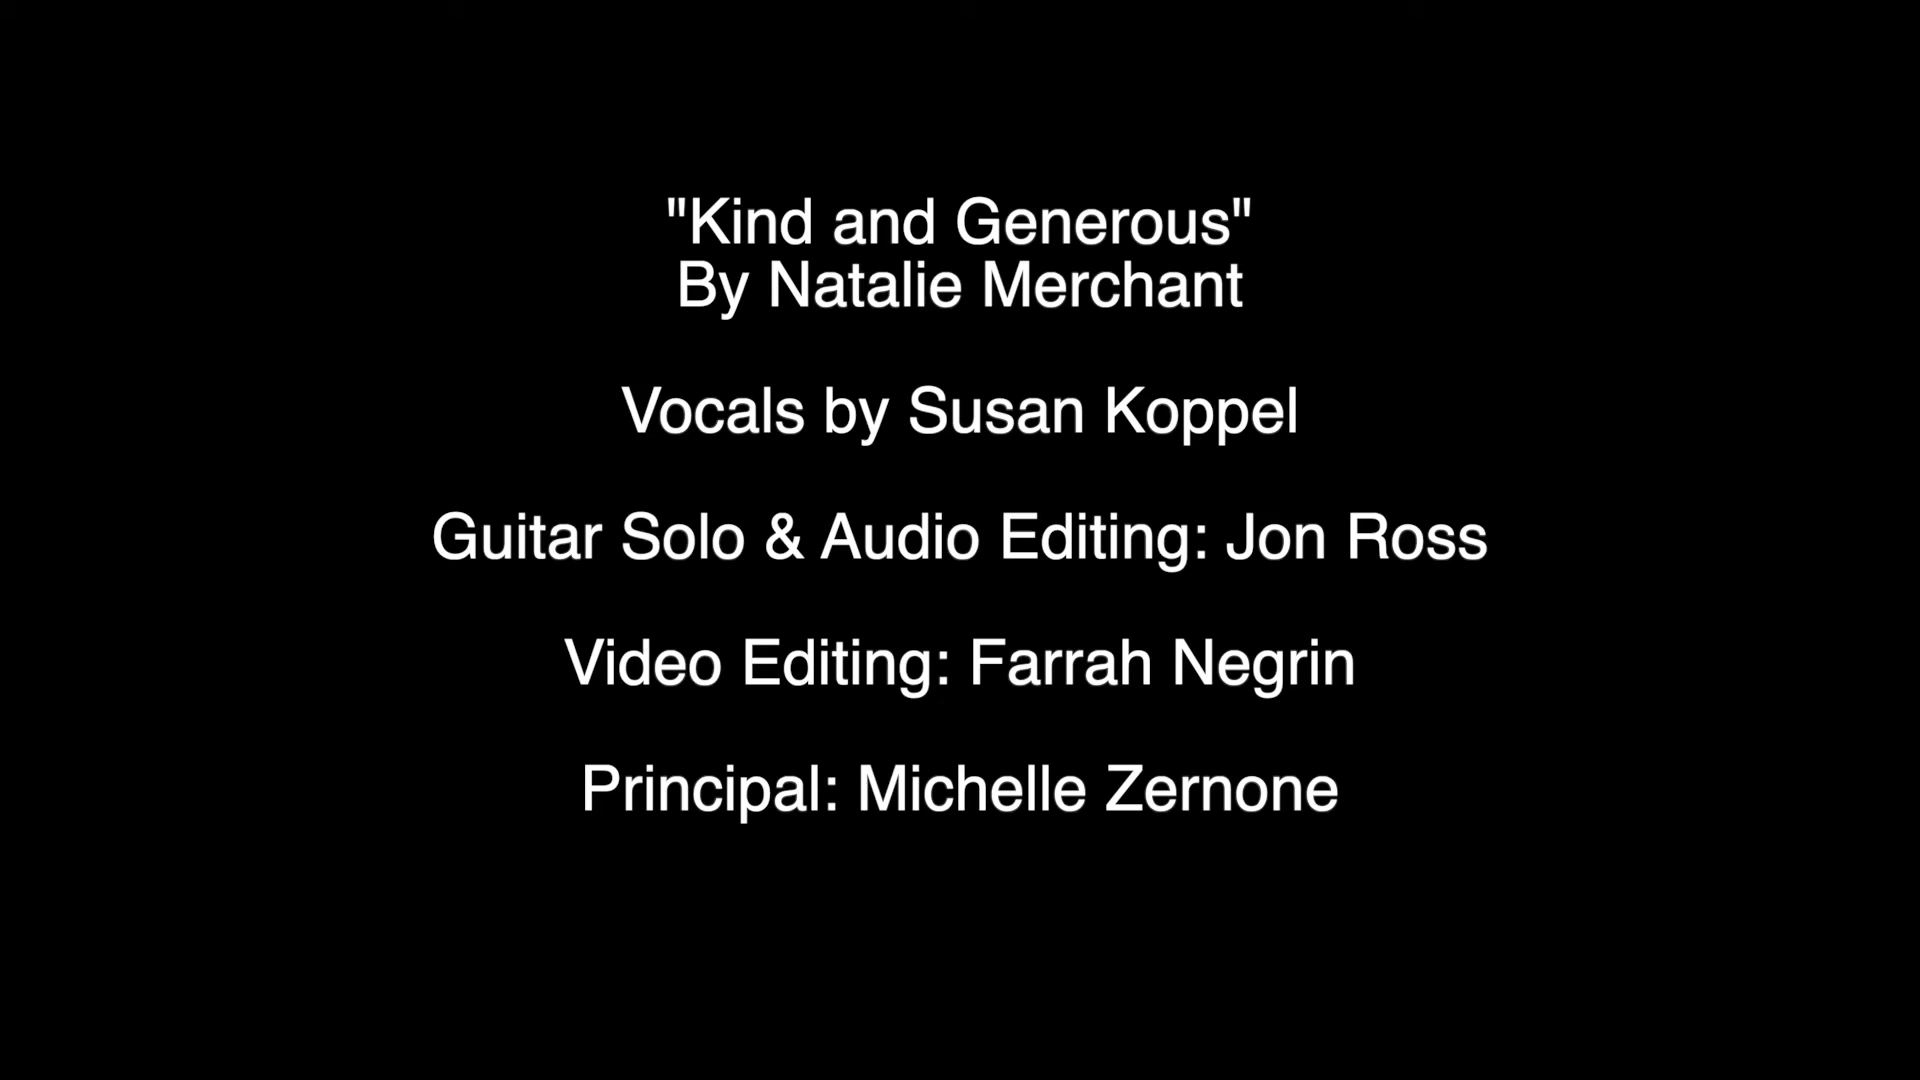 "Kind and Generous"
By Natalie Merchant
Vocals by Susan Koppel
Guitar Solo & Audio Editing: Jon Ross
Video Editing: Farrah Negrin
Principal: Michelle Zernone